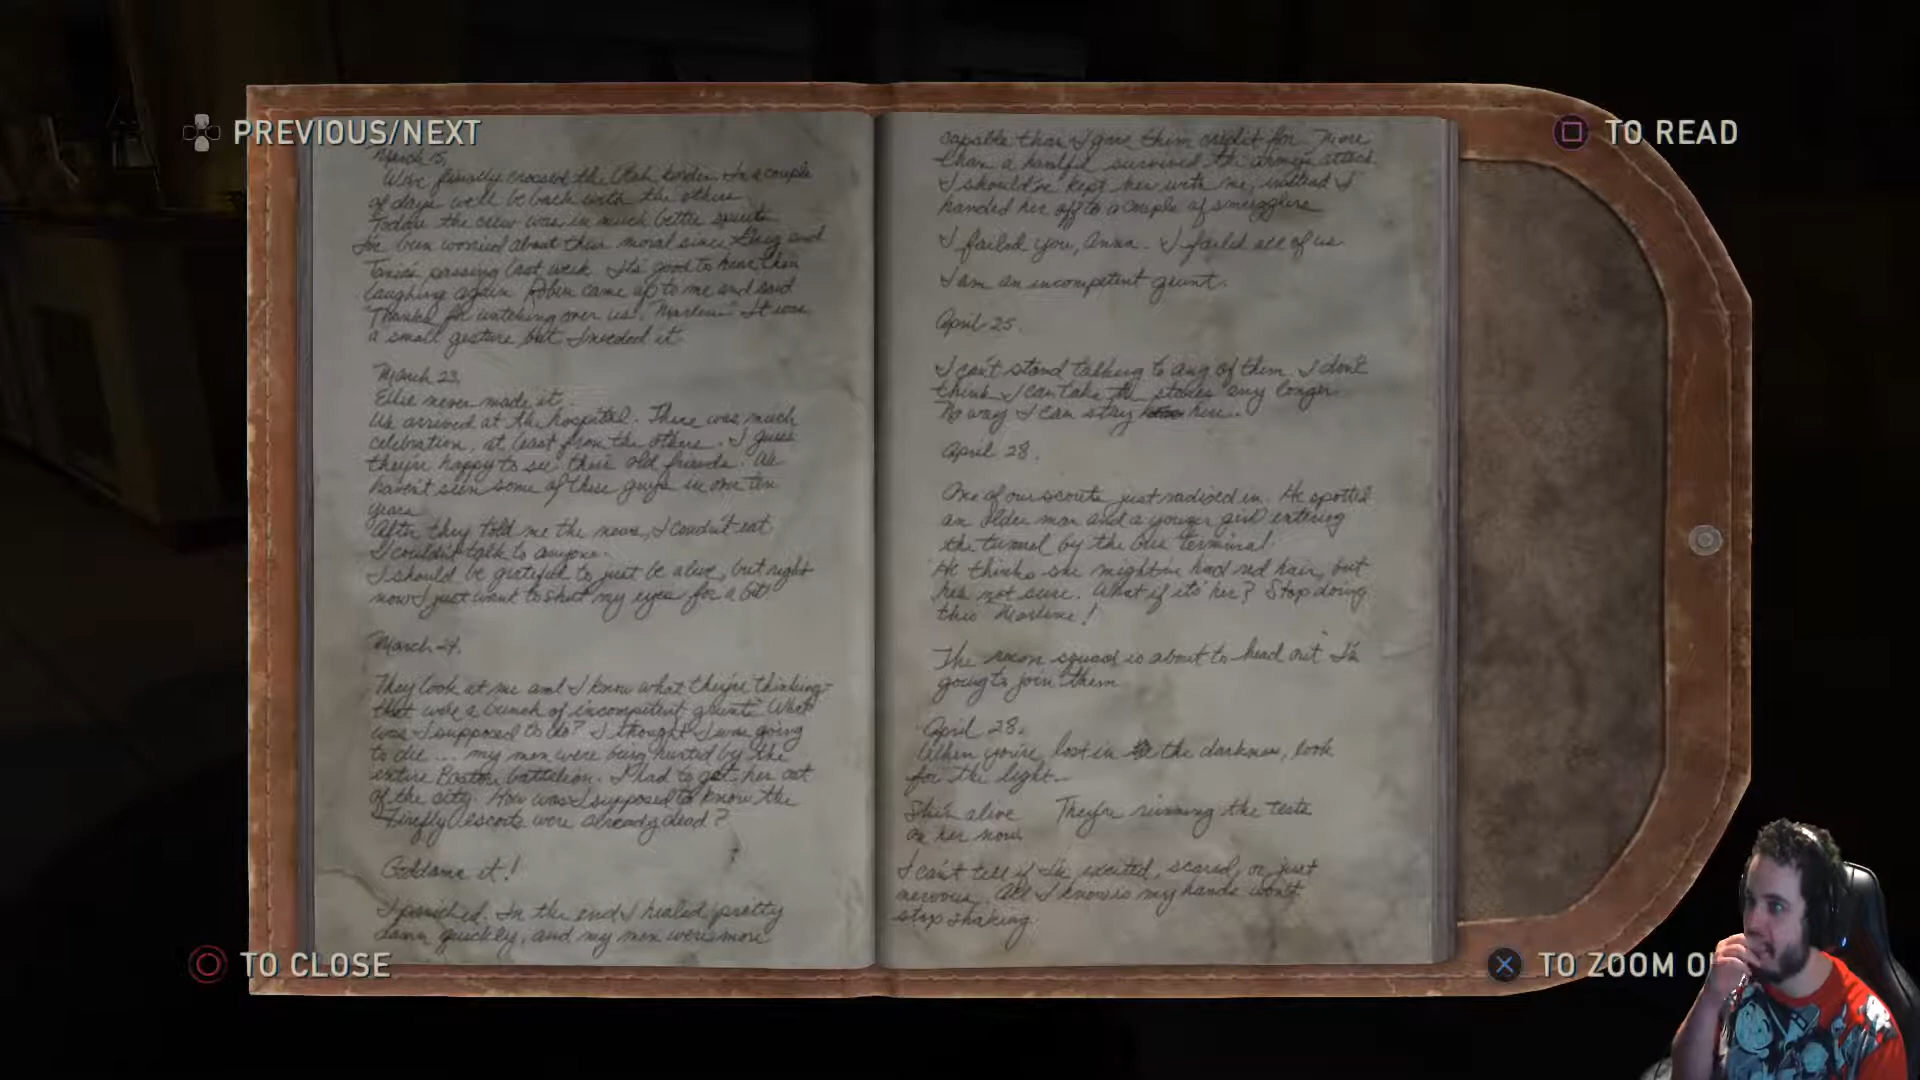 PREVIOUS/NEXT
TO READ
March 15,
We've finally crossed the Utah border. In a couple
of days we'll be back with the others.
Today the crew was in much better spirits.
I've been worried about their moral since and
passing last week. It's good to hear them
laughing again. Robin came up to me and said
"Thanks for watching over us, Marlene." It was
a small gesture but I needed it.
March 23,
Ellie never made it.
We arrived at the hospital. There was much
celebration, at least from the others. I guess
they're happy to see their old friends. We
haven't seen some of these guys in over ten
years.
After they told me the news, I couldn't eat
I couldn't talk to anyone.
I should be grateful to just be alive, but right
now I just want to shut my eyes for a bit
March 24,
They look at me and I know what they're thinking -
that we're a bunch of incompetent grunts. What
was I supposed to do? I thought I was going
to die... my men were being hunted by the
entire Boston battalion. I had to get her out
of the city. How was I supposed to know the
Firefly escorts were already dead?
Goddamn it!
I panicked. In the end I healed pretty
damn quickly, and my men were more
capable than I gave them credit for. More
than a handful survived the army's attack.
I should've kept her with me, instead I
handed her off to a couple of smugglers
I failed you, Anna. I failed all of us.
I am an incompetent grunt.
April 25.
I can't stand talking to any of them. I don't
think I can take the stares any longer
No way I can stay here.
April 28.
One of our scouts just radioed in. He spotted
an older man and a younger girl entering
the tunnel by the bus terminal.
He thinks she might've had red hair, but
he's not sure. What if it's her? Stop doing
this Marlene!
The recon squad is about to head out I'm
going to join them
April 28.
When you're lost in the darkness, look
for the light.
She's alive They're running the tests
on her now
I can't tell if I'm excited, scared, or just
nervous. All I know is my hands won't
stop shaking.
TO CLOSE
TO ZOOM